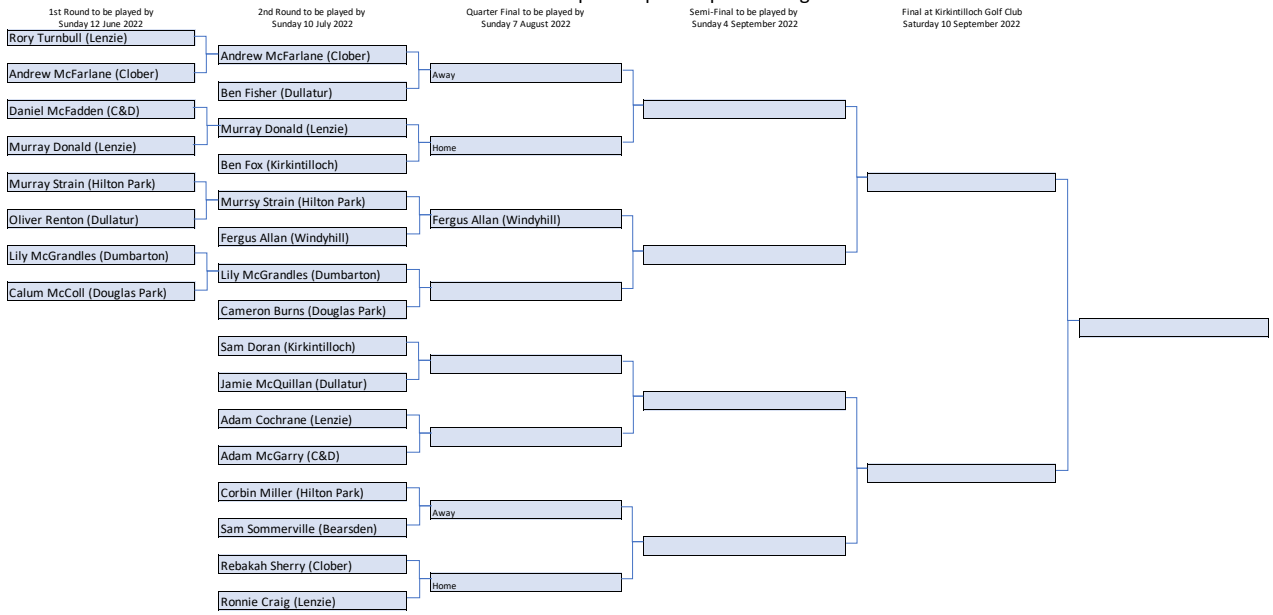 1st Round to be played by
Sunday 12 June 2022
2nd Round to be played by
Sunday 10 July 2022
Quarter Final to be played by
Sunday 7 August 2022
Semi-Final to be played by
Sunday 4 September 2022
Final at Kirkintilloch Golf Club
Saturday 10 September 2022
Rory Turnbull (Lenzie)
Andrew McFarlane (Clober)
Daniel McFadden (C&D)
Murray Donald (Lenzie)
Murray Strain (Hilton Park)
Oliver Renton (Dullatur)
Lily McGrandles (Dumbarton)
Calum McColl (Douglas Park)
Andrew McFarlane (Clober)
Ben Fisher (Dullatur)
Murray Donald (Lenzie)
Ben Fox (Kirkintilloch)
Murrsy Strain (Hilton Park)
Fergus Allan (Windyhill)
Lily McGrandles (Dumbarton)
Cameron Burns (Douglas Park)
Sam Doran (Kirkintilloch)
Jamie McQuillan (Dullatur)
Adam Cochrane (Lenzie)
Adam McGarry (C&D)
Corbin Miller (Hilton Park)
Sam Sommerville (Bearsden)
Rebakah Sherry (Clober)
Ronnie Craig (Lenzie)
Away
Home
Fergus Allan (Windyhill)
Away
Home